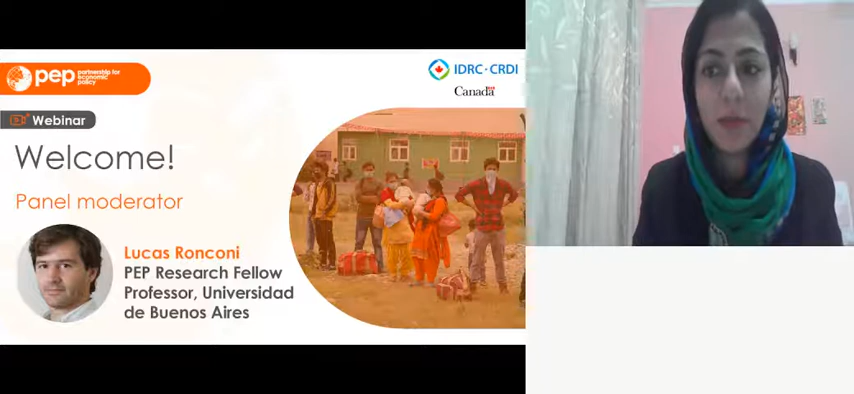 pep partnership for
economic
policy
IDRC · CRDI
Canada
Webinar
Welcome!
Panel moderator
Lucas Ronconi
PEP Research Fellow
Professor, Universidad
de Buenos Aires